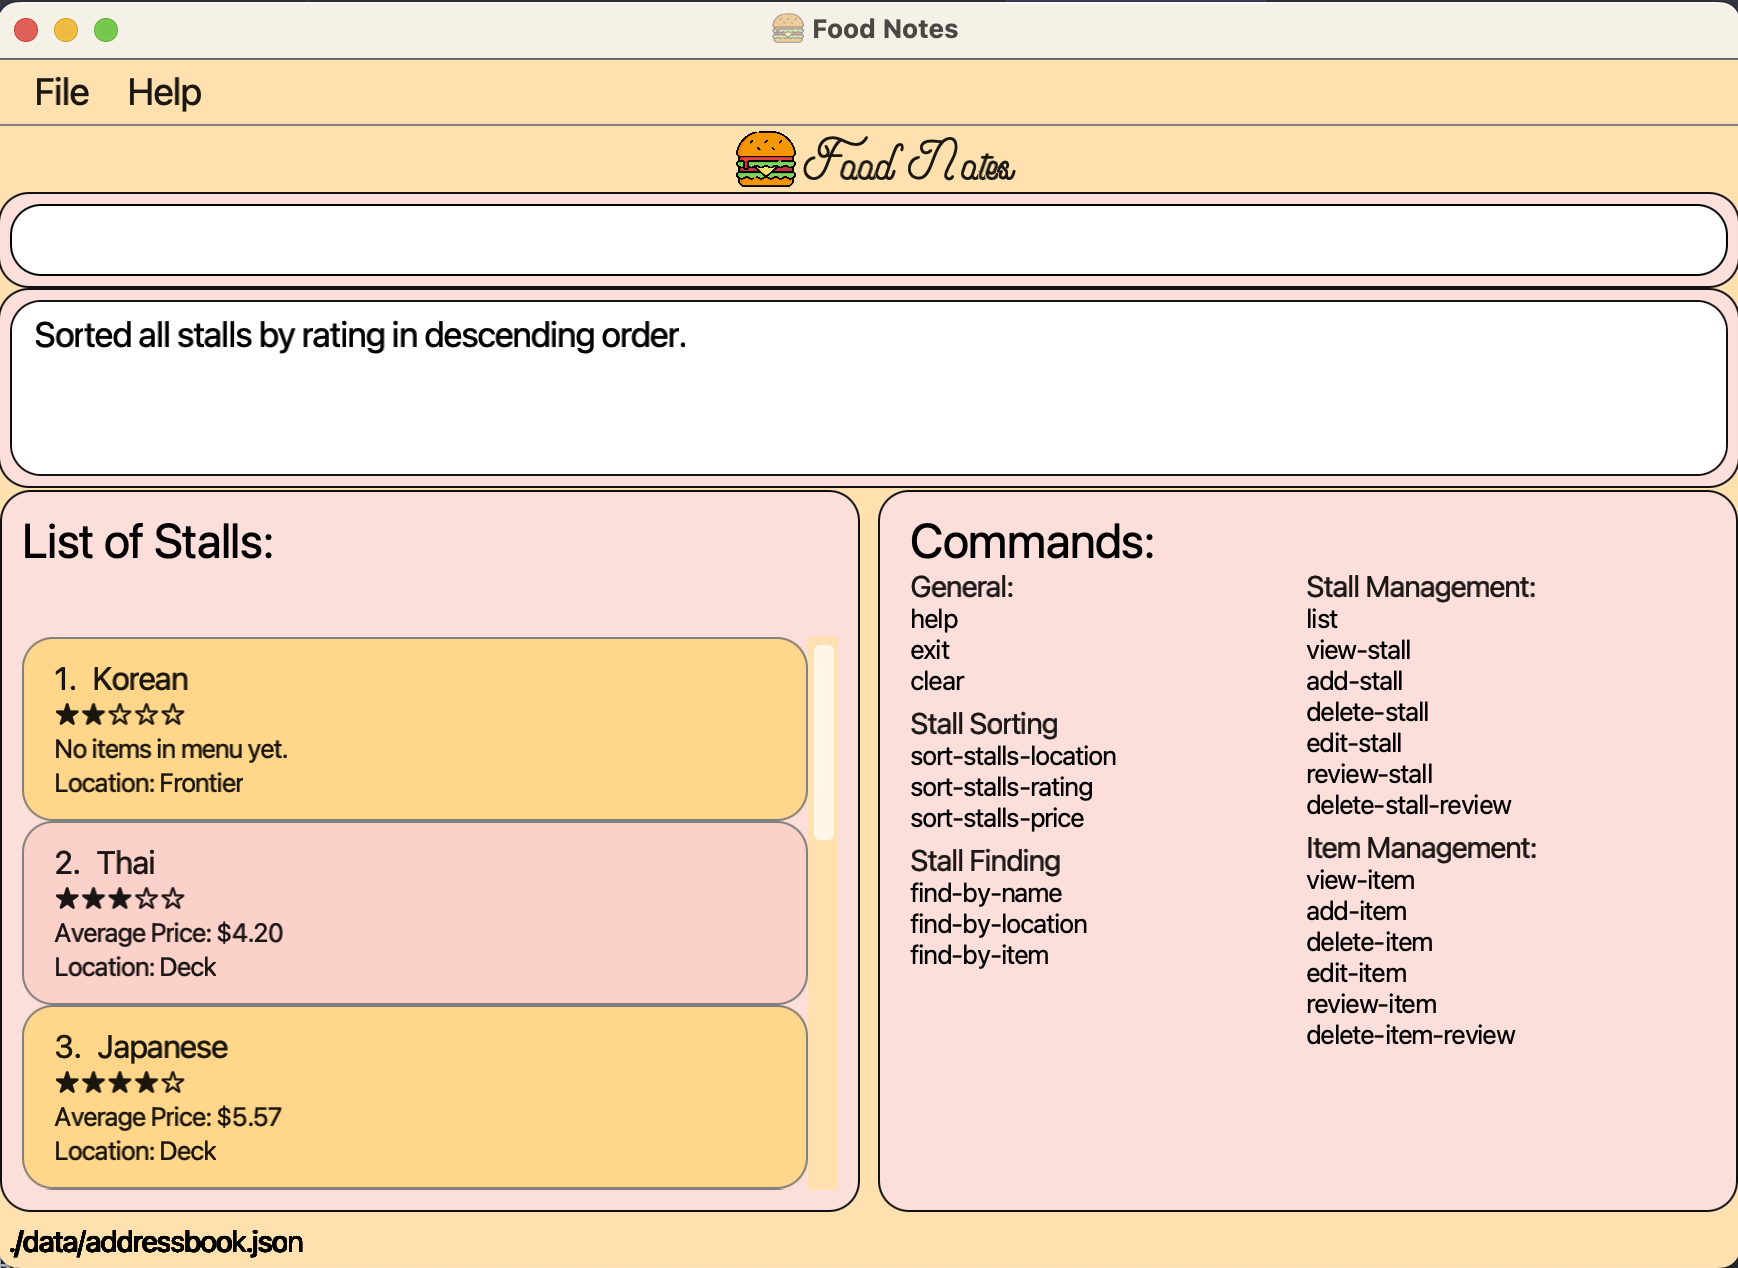 Food Notes
File Help
Food Notes
Sorted all stalls by rating in descending order.
List of Stalls:
1. Korean
★★☆☆☆
No items in menu yet.
Location: Frontier
2. Thai
★★★☆☆
Average Price: $4.20
Location: Deck
3. Japanese
★★★★☆
Average Price: $5.57
Location: Deck
Commands:
General:
help
exit
clear
Stall Sorting
sort-stalls-location
sort-stalls-rating
sort-stalls-price
Stall Finding
find-by-name
find-by-location
find-by-item
Stall Management:
list
view-stall
add-stall
delete-stall
edit-stall
review-stall
delete-stall-review
Item Management:
view-item
add-item
delete-item
edit-item
review-item
delete-item-review
./data/addressbook.json